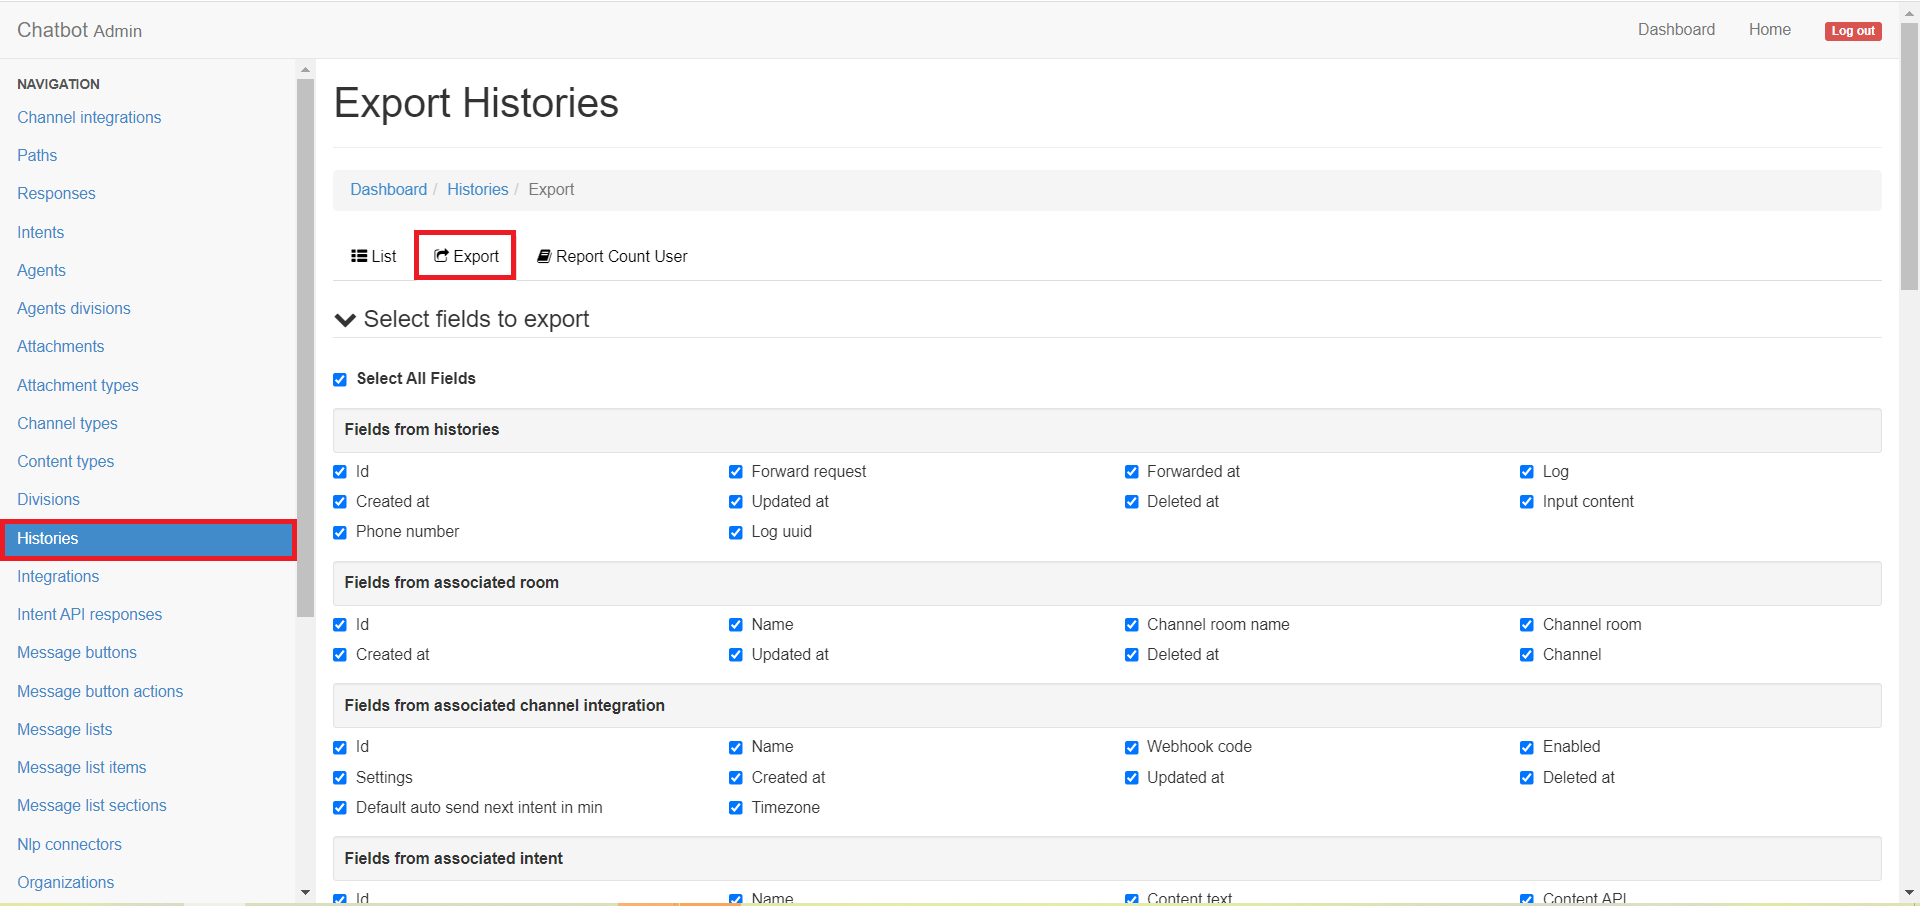 Chatbot Admin
Dashboard Home Log out
NAVIGATION
Channel integrations
Paths
Responses
Intents
Agents
Agents divisions
Attachments
Attachment types
Channel types
Content types
Divisions
Histories
Integrations
Intent API responses
Message buttons
Message button actions
Message lists
Message list items
Message list sections
Nlp connectors
Organizations
Export Histories
Dashboard / Histories / Export
List Export Report Count User
Select fields to export
Select All Fields
Fields from histories
Id Forward request Forwarded at Log
Created at Updated at Deleted at Input content
Phone number Log uuid
Fields from associated room
Id Name Channel room name Channel room
Created at Updated at Deleted at Channel
Fields from associated channel integration
Id Name Webhook code Enabled
Settings Created at Updated at Deleted at
Default auto send next intent in min Timezone
Fields from associated intent
Id Name Content text Content API